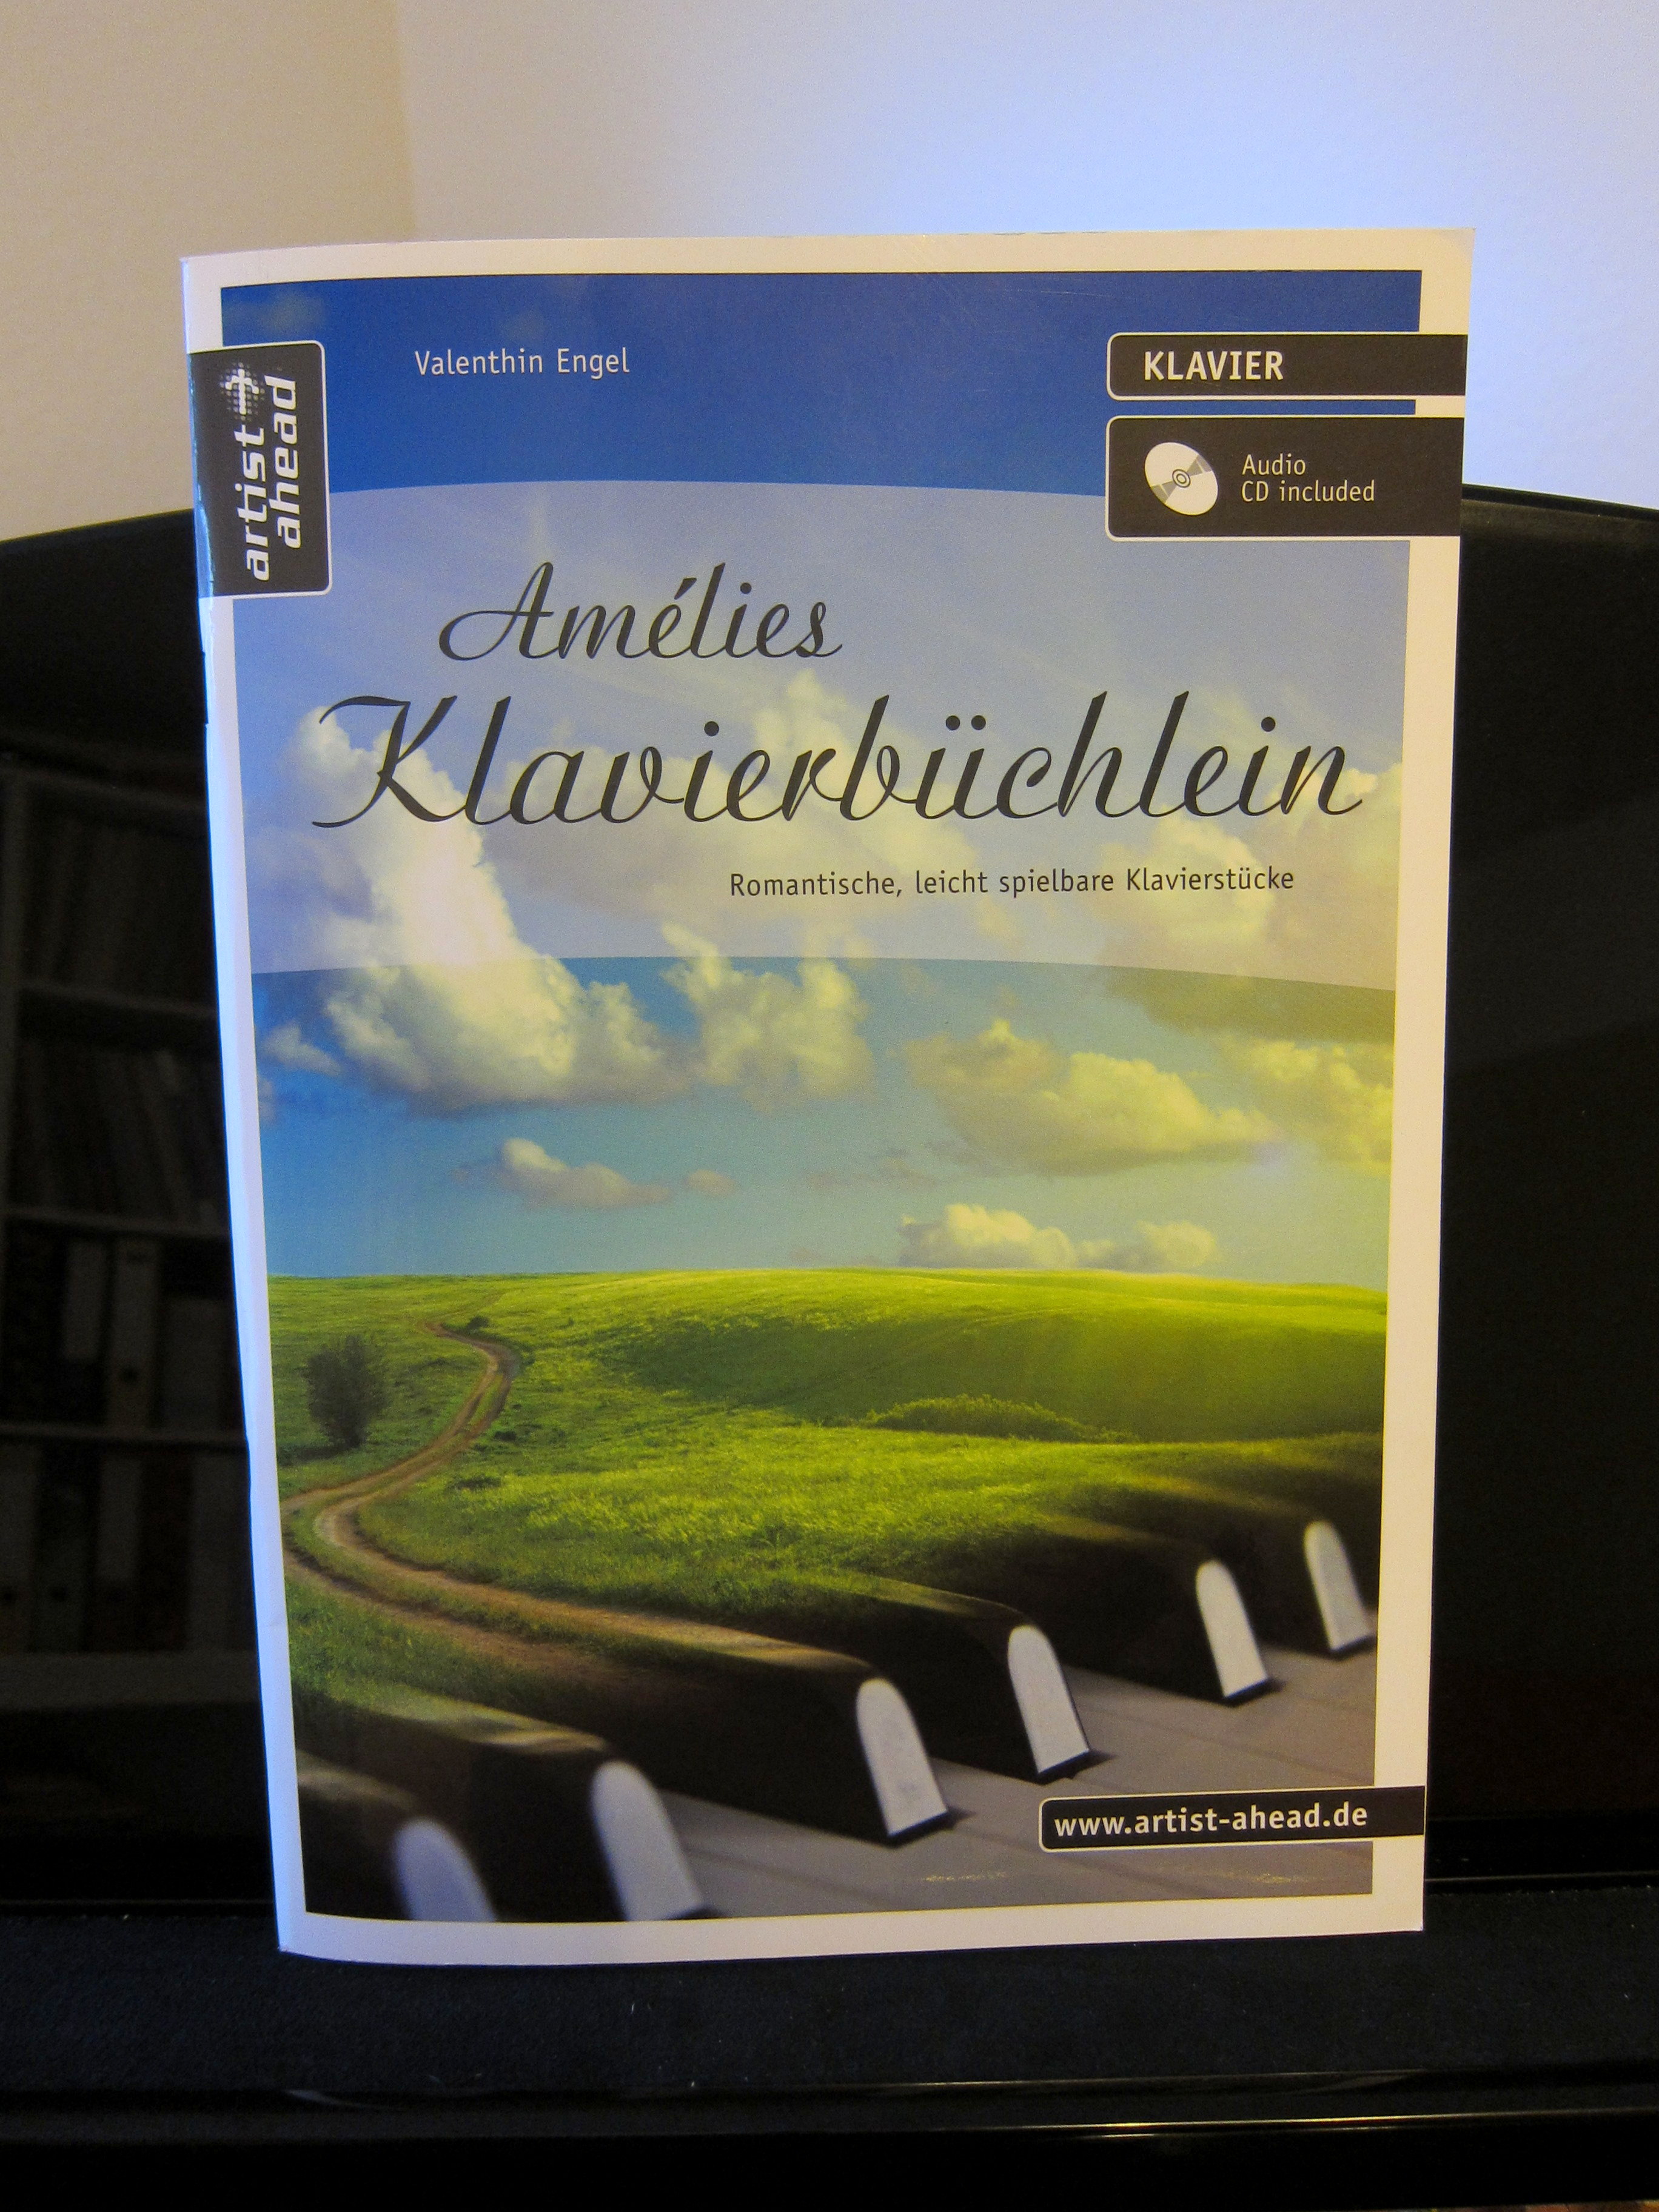 Valenthin Engel
KLAVIER
artist
ahead
Audio
CD included
Amélies
Klavierbüchlein
Romantische, leicht spielbare Klavierstücke
www.artist-ahead.de